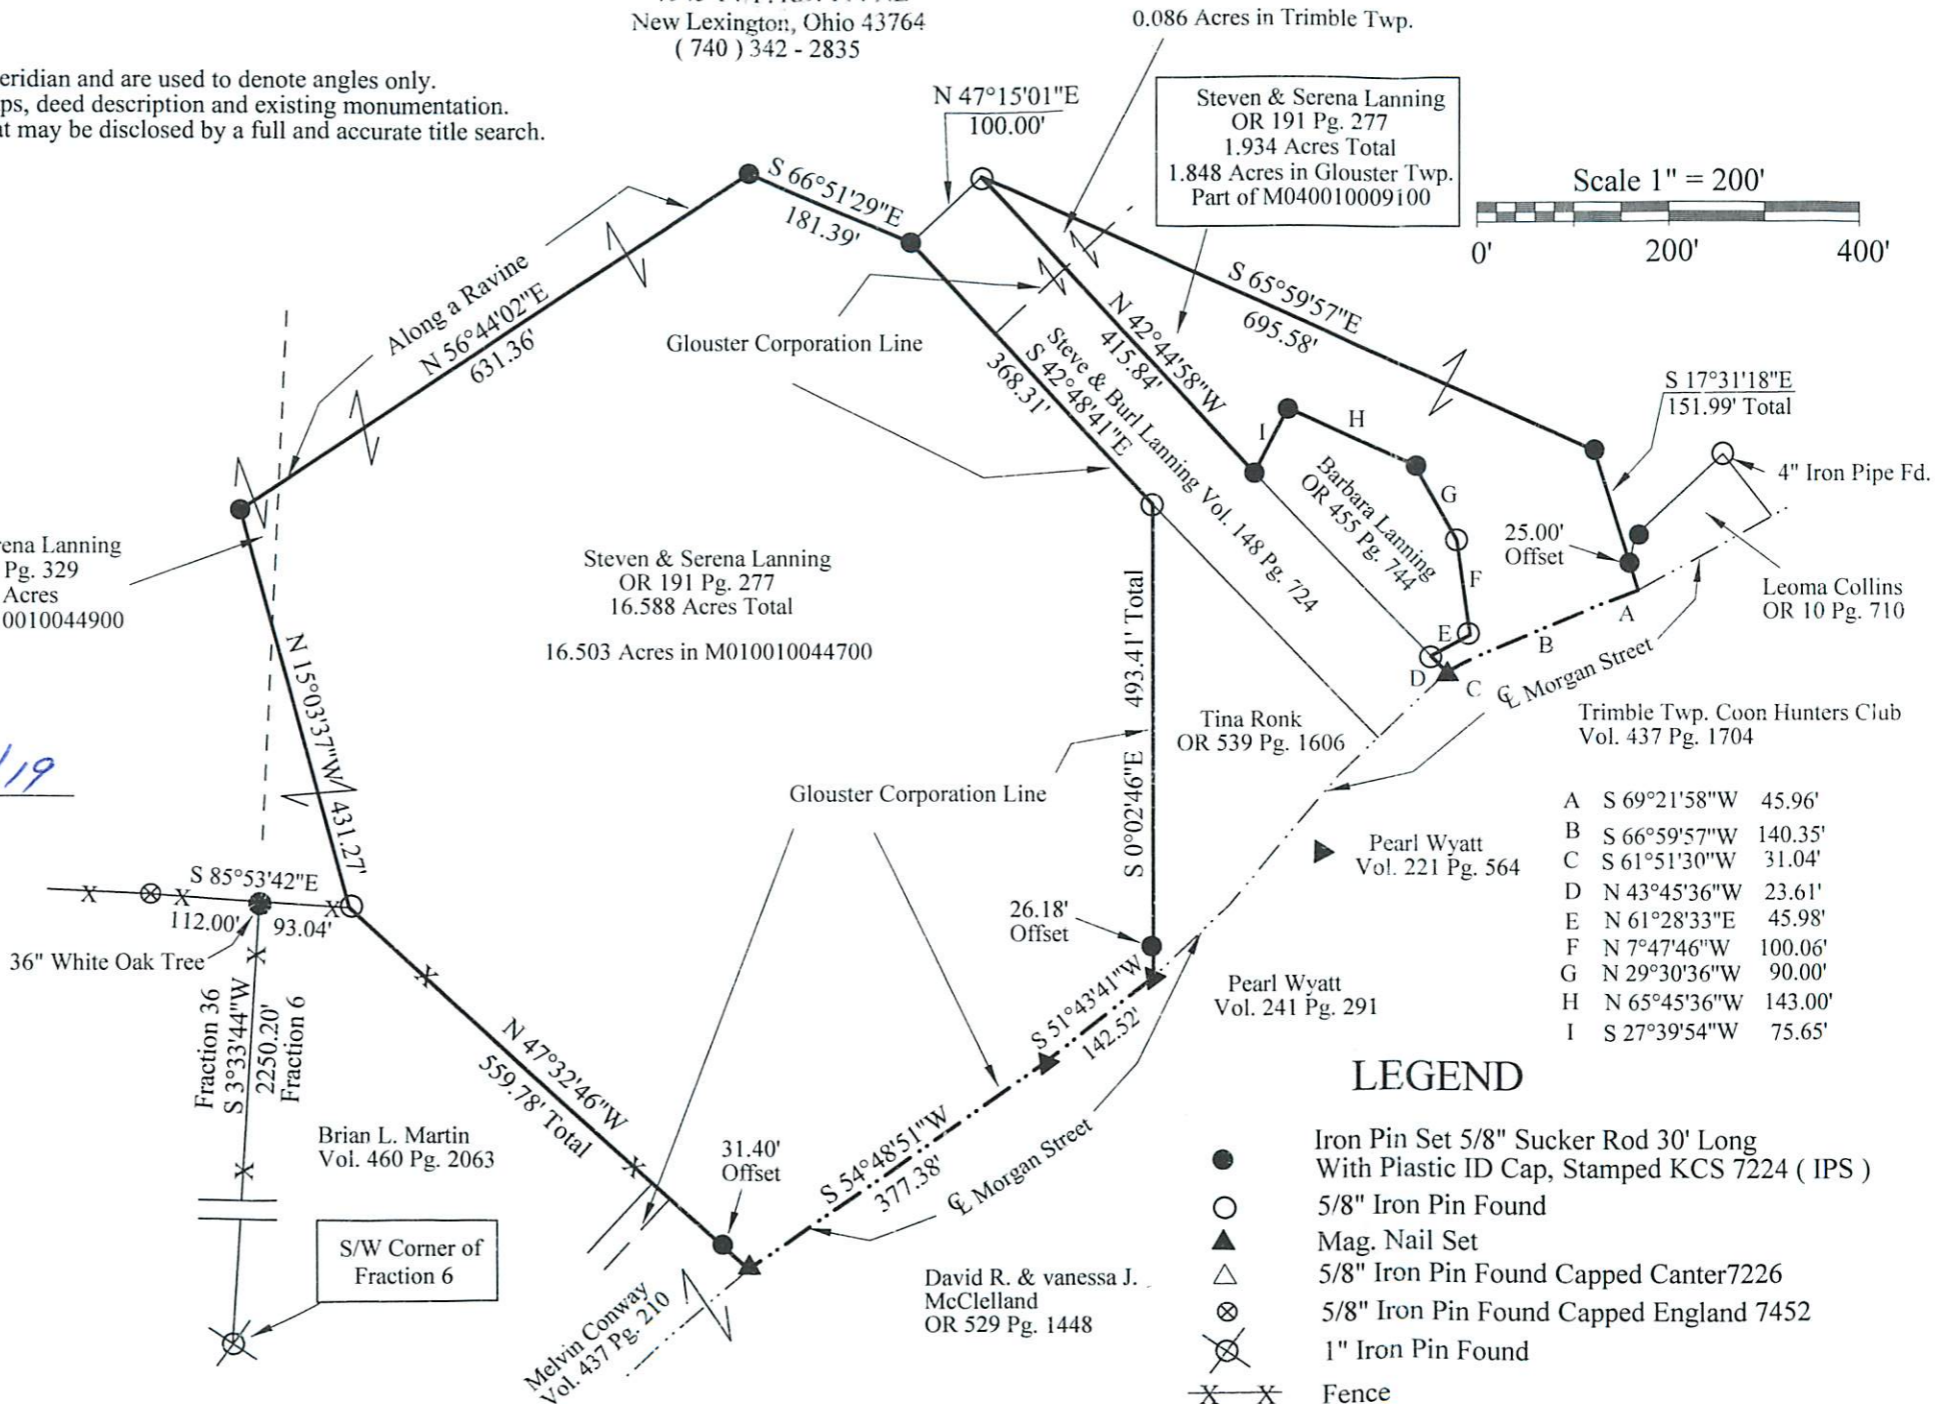 New Lexington, Ohio 43764
( 740 ) 342 - 2835
0.086 Acres in Trimble Twp.
eridian and are used to denote angles only.
ps, deed description and existing monumentation.
at may be disclosed by a full and accurate title search.
N 47°15'01"E
100.00'
Steven & Serena Lanning
OR 191 Pg. 277
1.934 Acres Total
1.848 Acres in Glouster Twp.
Part of M040010009100
Scale 1" = 200'
0'
200'
400'
S 66°51'29"E
181.39'
Along a Ravine
N 56°44'02"E
631.36'
Glouster Corporation Line
S 65°59'57"E
695.58'
N 42°44'58"W
415.84'
Steve & Burl Lanning Vol. 148 Pg. 724
S 42°48'41"E
368.31'
S 17°31'18"E
151.99' Total
I
H
G
F
E
D
C
B
A
Barbara Lanning
OR 455 Pg. 744
4" Iron Pipe Fd.
25.00'
Offset
Leoma Collins
OR 10 Pg. 710
rena Lanning
Pg. 329
Acres
0010044900
Steven & Serena Lanning
OR 191 Pg. 277
16.588 Acres Total
16.503 Acres in M010010044700
N 15°03'37"W
431.27'
S 0°02'46"E
493.41' Total
Tina Ronk
OR 539 Pg. 1606
℄ Morgan Street
Trimble Twp. Coon Hunters Club
Vol. 437 Pg. 1704
/19
Glouster Corporation Line
Pearl Wyatt
Vol. 221 Pg. 564
A S 69°21'58"W 45.96'
B S 66°59'57"W 140.35'
C S 61°51'30"W 31.04'
D N 43°45'36"W 23.61'
E N 61°28'33"E 45.98'
F N 7°47'46"W 100.06'
G N 29°30'36"W 90.00'
H N 65°45'36"W 143.00'
I S 27°39'54"W 75.65'
S 85°53'42"E
X X X
112.00' 93.04'
36" White Oak Tree
26.18'
Offset
Pearl Wyatt
Vol. 241 Pg. 291
X
X
Fraction 36
S 3°33'44"W
2250.20'
Fraction 6
N 47°32'46"W
559.78' Total
S 51°43'41"W
142.52'
S 54°48'51"W
377.38'
℄ Morgan Street
Brian L. Martin
Vol. 460 Pg. 2063
31.40'
Offset
X
X
S/W Corner of
Fraction 6
Melvin Conway
Vol. 437 Pg. 210
David R. & vanessa J.
McClelland
OR 529 Pg. 1448
LEGEND
Iron Pin Set 5/8" Sucker Rod 30' Long
With Plastic ID Cap, Stamped KCS 7224 ( IPS )
5/8" Iron Pin Found
Mag. Nail Set
5/8" Iron Pin Found Capped Canter7226
5/8" Iron Pin Found Capped England 7452
1" Iron Pin Found
X X Fence